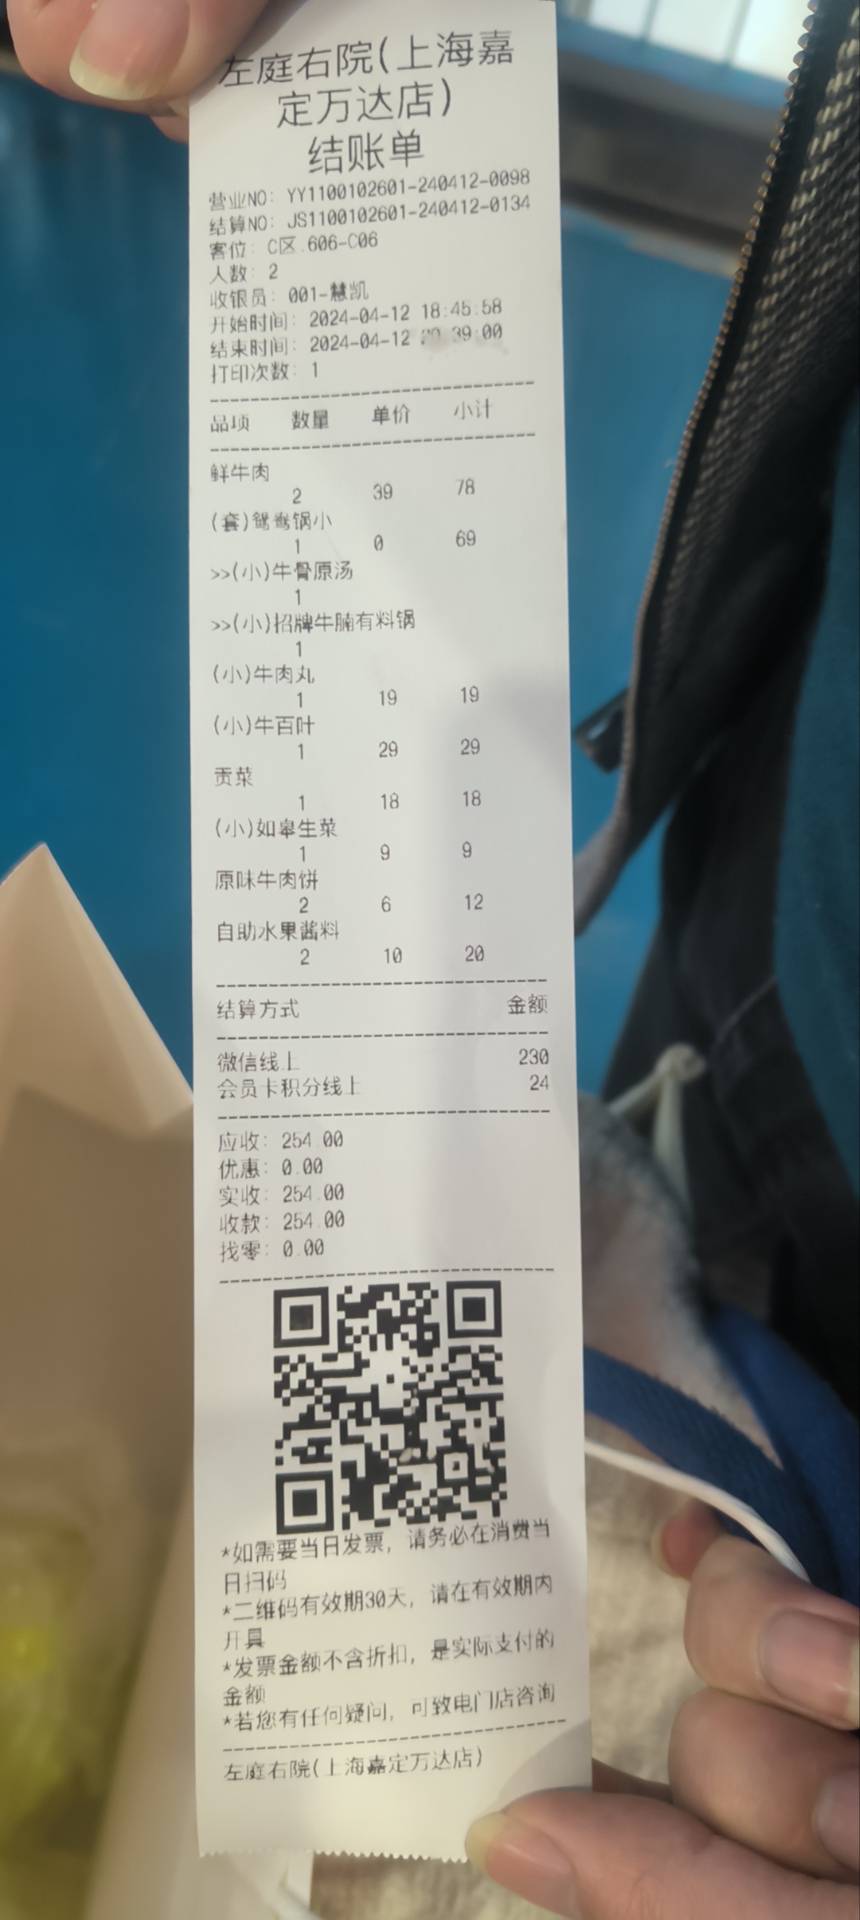 左庭右院(上海嘉
定万达店)
结账单
营业NO: YY1100102601-240412-0098
结算NO: JS1100102601-240412-0134
客位: C区.606-C06
人数: 2
收银员: 001-慧凯
开始时间: 2024-04-12 18:45:58
结束时间: 2024-04-12 :39:00
打印次数: 1
品项 数量 单价 小计
鲜牛肉
2 39 78
(套)鸳鸯锅小
1 0 69
>>(小)牛骨原汤
1
>>(小)招牌牛腩有料锅
1
(小)牛肉丸
1 19 19
(小)牛百叶
1 29 29
贡菜
1 18 18
(小)如皋生菜
1 9 9
原味牛肉饼
2 6 12
自助水果酱料
2 10 20
结算方式 金额
微信线上 230
会员卡积分线上 24
应收: 254.00
优惠: 0.00
实收: 254.00
收款: 254.00
找零: 0.00
*如需要当日发票, 请务必在消费当
日扫码
*二维码有效期30天, 请在有效期内
开具
*发票金额不含折扣, 是实际支付的
金额
*若您有任何疑问, 可致电门店咨询
左庭右院(上海嘉定万达店)